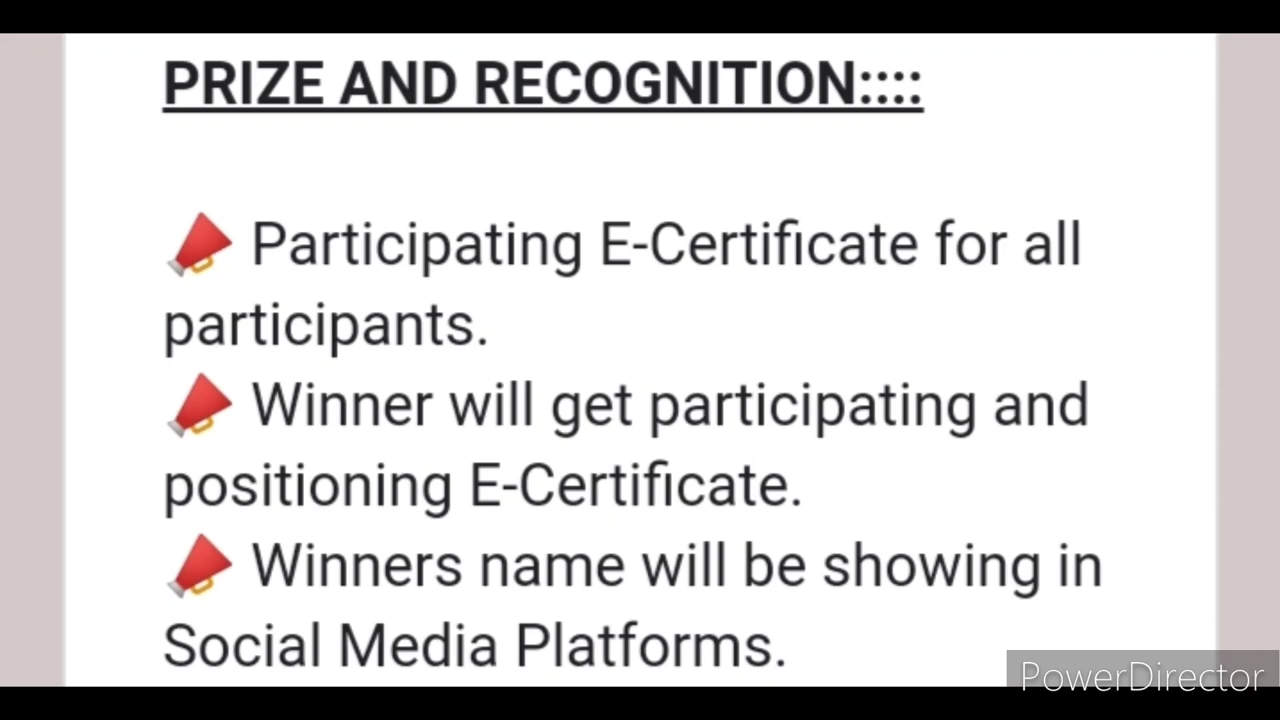 PRIZE AND RECOGNITION::::
📣 Participating E-Certificate for all
participants.
📣 Winner will get participating and
positioning E-Certificate.
📣 Winners name will be showing in
Social Media Platforms.
PowerDirector